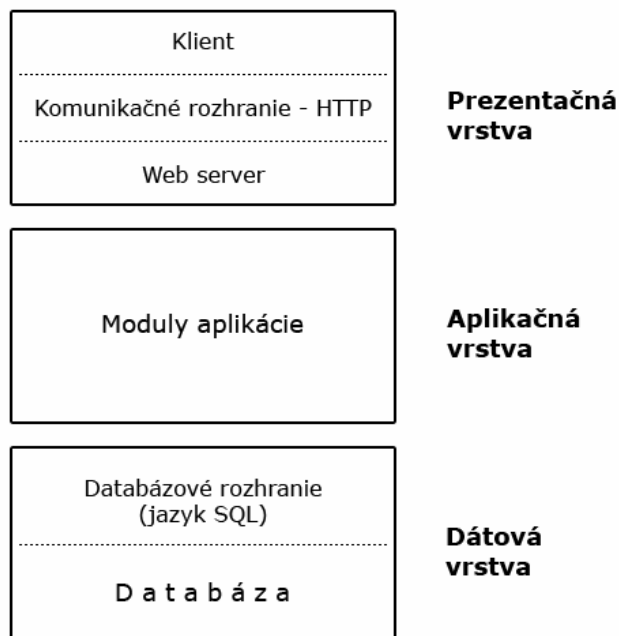 Klient
Komunikačné rozhranie - HTTP
Web server
Prezentačná
vrstva
Moduly aplikácie
Aplikačná
vrstva
Databázové rozhranie
(jazyk SQL)
D a t a b á z a
Dátová
vrstva